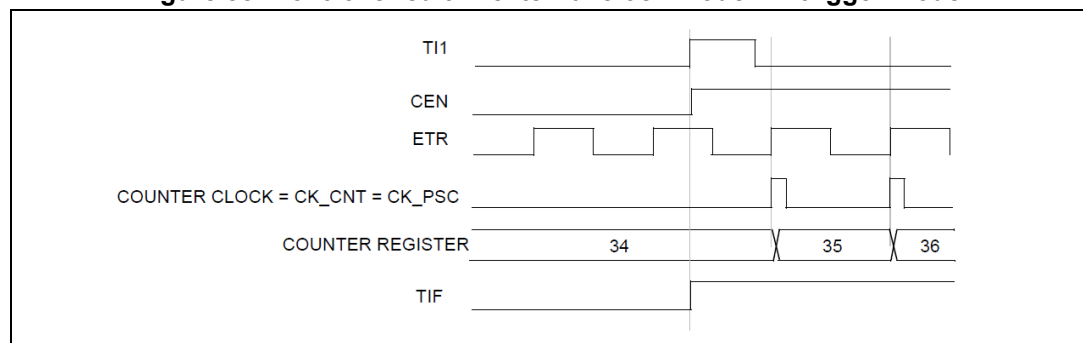 TI1
CEN
ETR
COUNTER CLOCK = CK_CNT = CK_PSC
COUNTER REGISTER 34 35 36
TIF